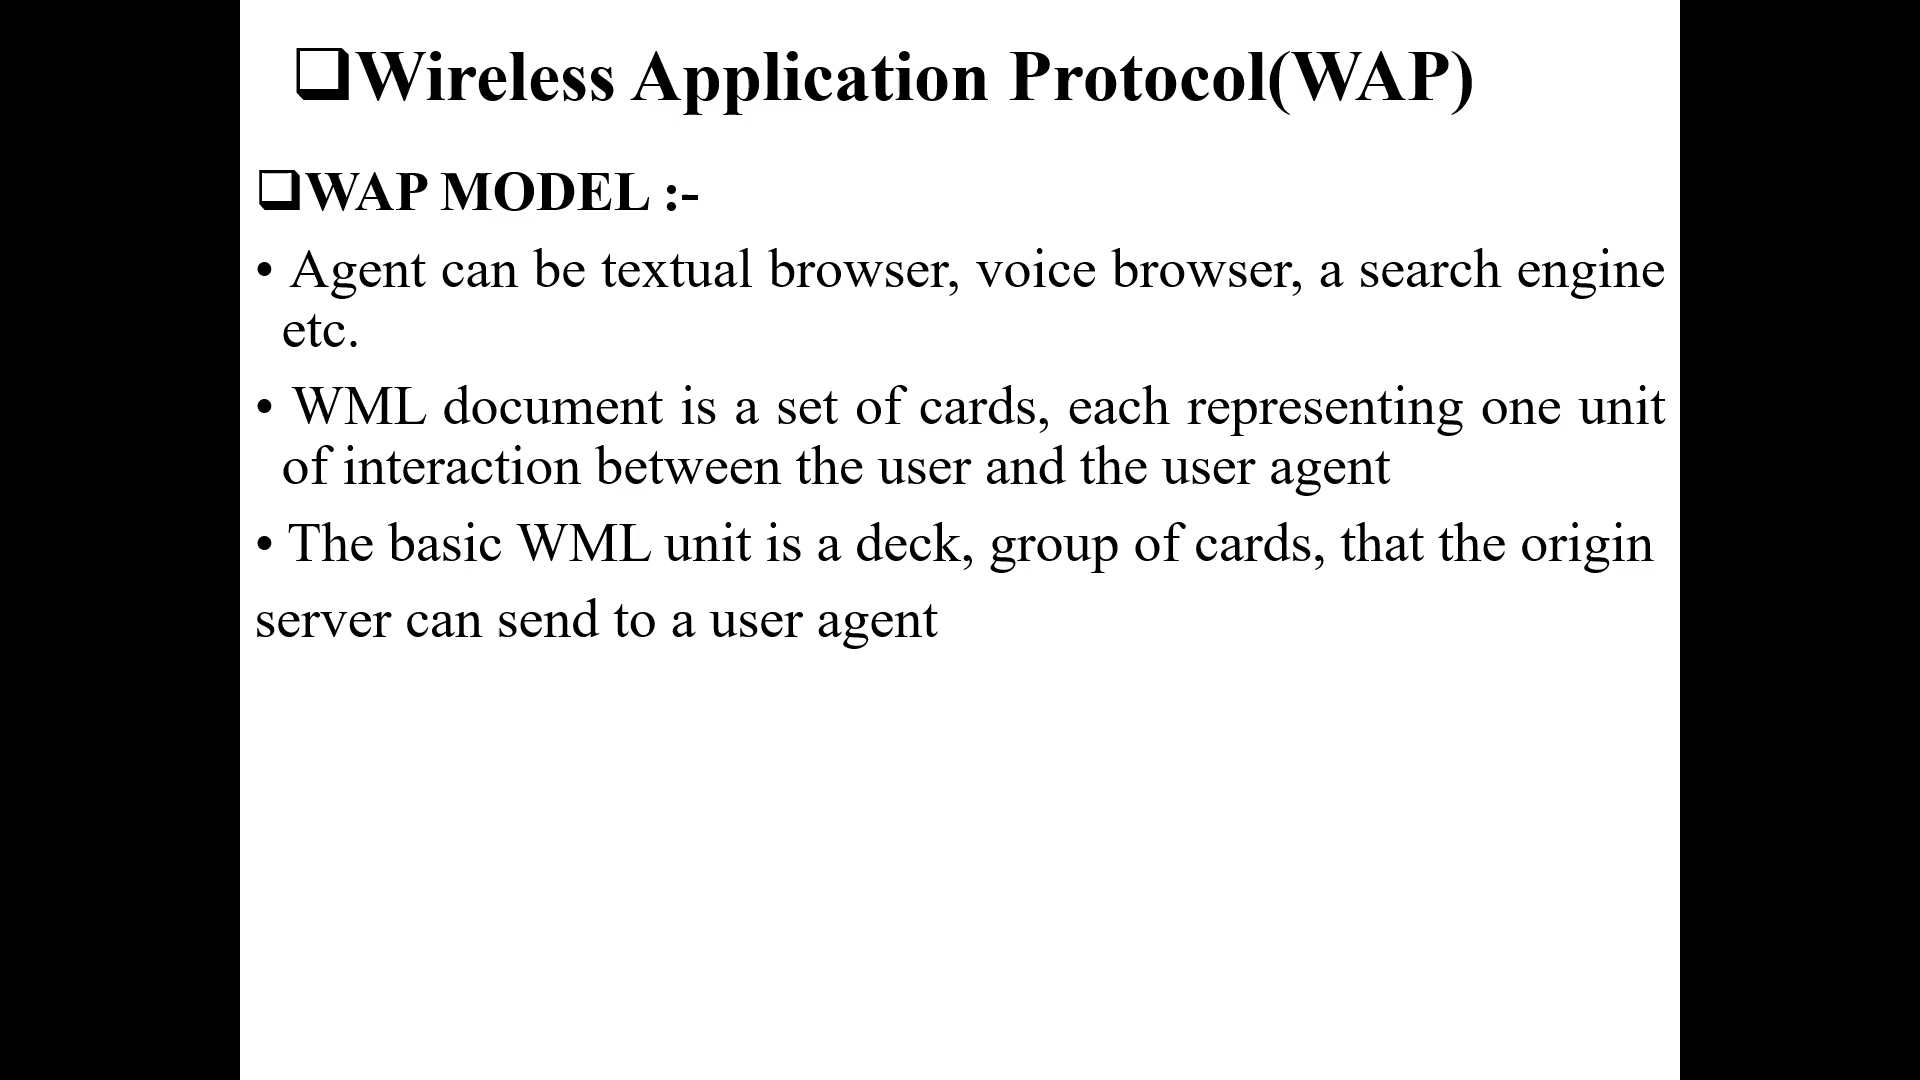 ❑Wireless Application Protocol(WAP)
❑WAP MODEL :-
• Agent can be textual browser, voice browser, a search engine
etc.
• WML document is a set of cards, each representing one unit
of interaction between the user and the user agent
• The basic WML unit is a deck, group of cards, that the origin
server can send to a user agent